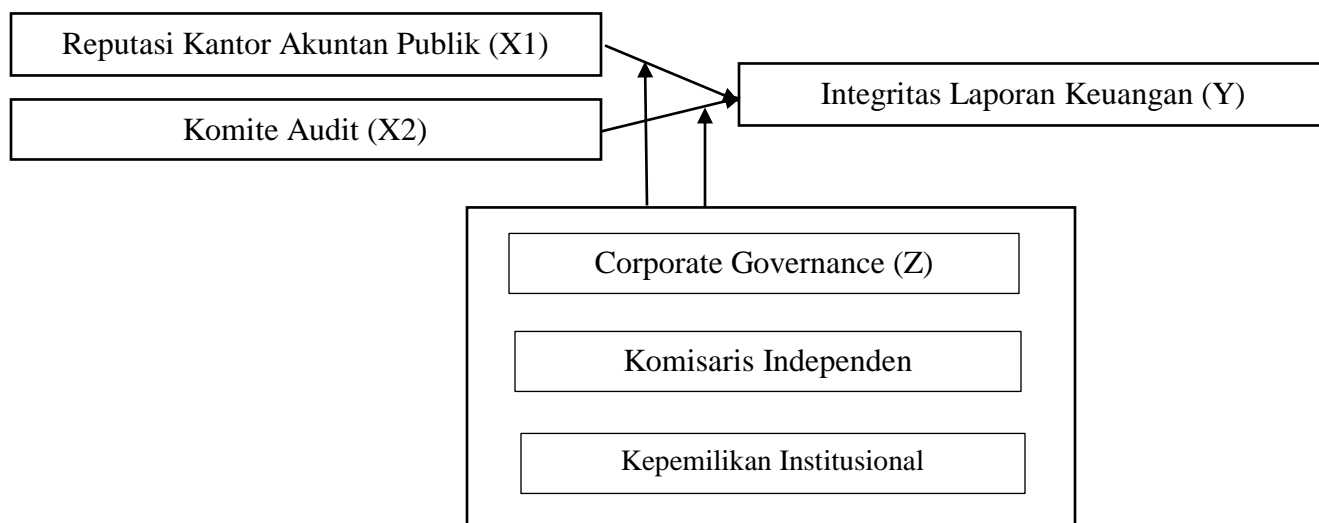 Reputasi Kantor Akuntan Publik (X1)
Integritas Laporan Keuangan (Y)
Komite Audit (X2)
Corporate Governance (Z)
Komisaris Independen
Kepemilikan Institusional